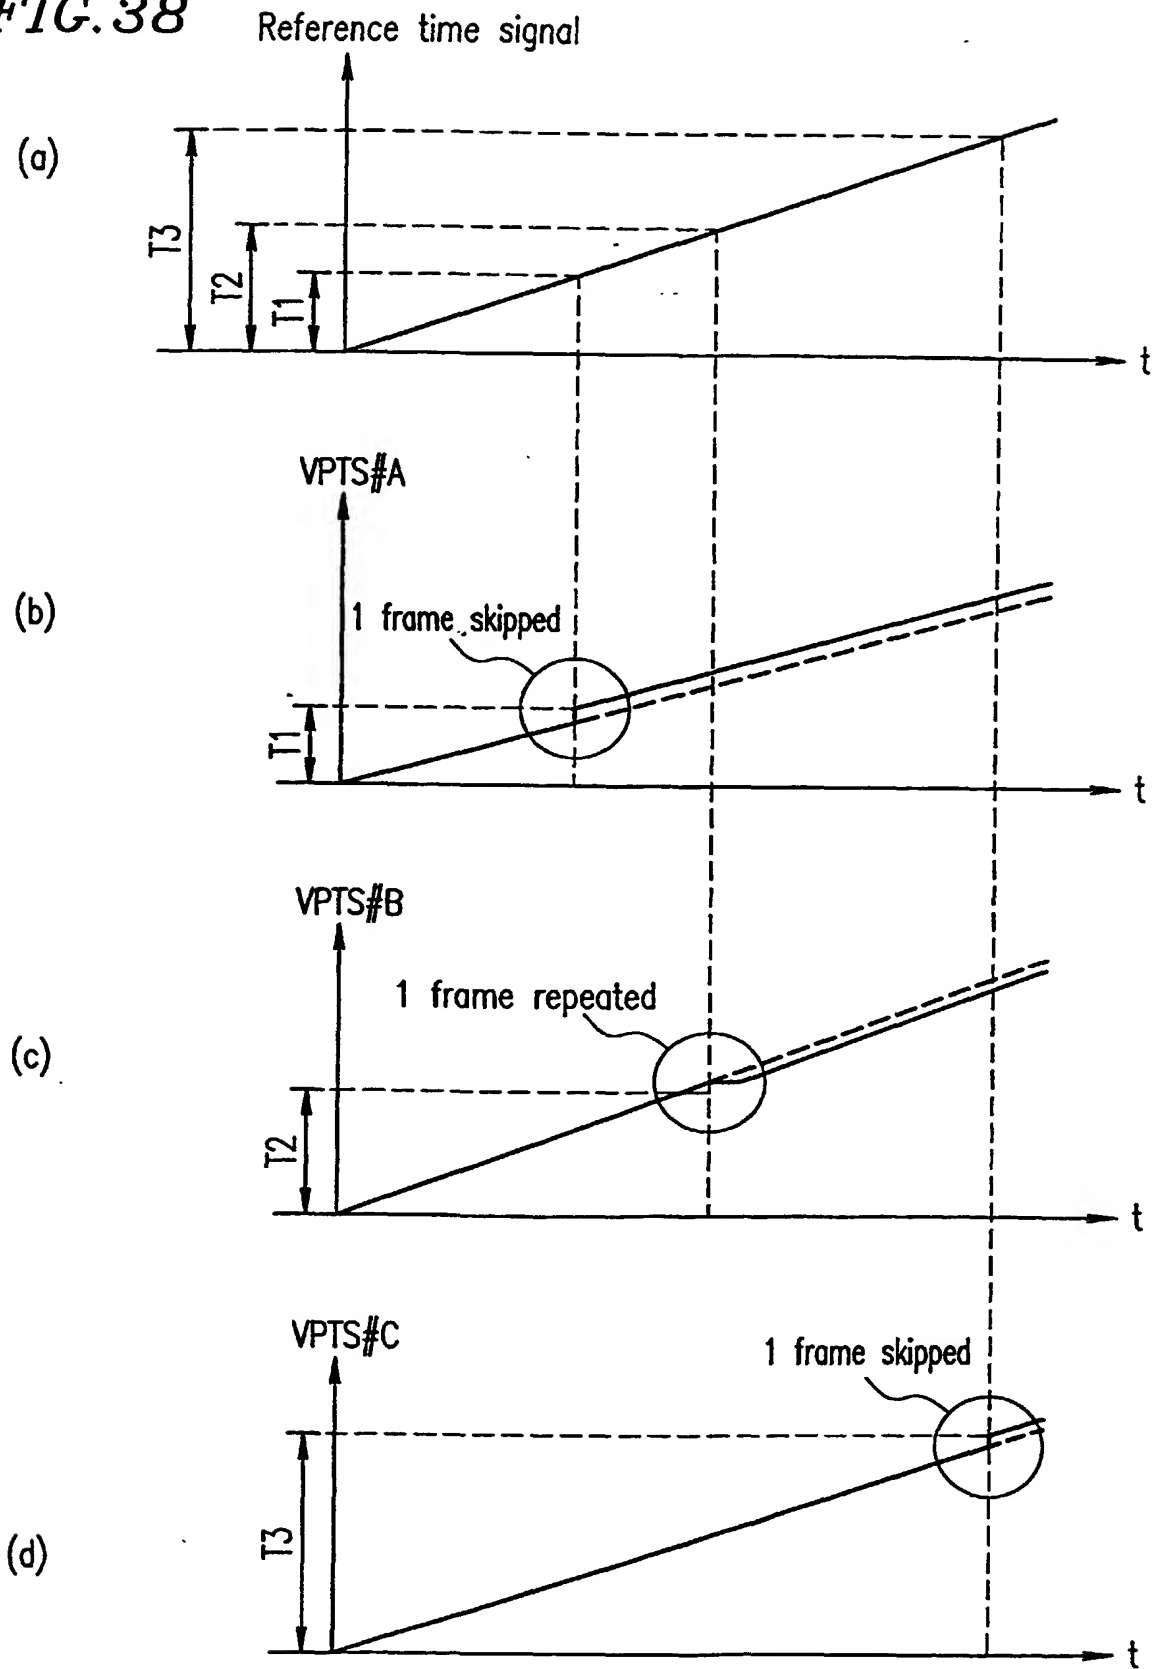 FIG.38
Reference time signal
(a)
T3
T2
T1
t
VPTS#A
(b)
1 frame skipped
T1
t
VPTS#B
1 frame repeated
(c)
T2
t
VPTS#C
1 frame skipped
(d)
T3
t